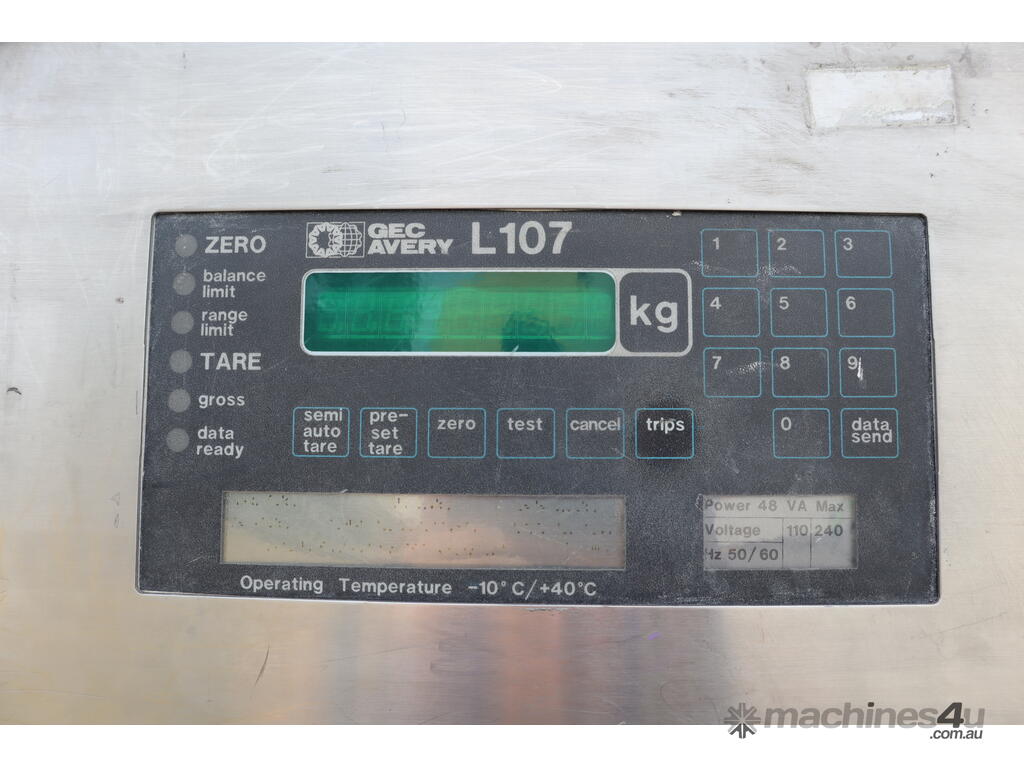 GEC
AVERY L107
ZERO
balance
limit
range
limit
TARE
gross
data
ready
kg
1 2 3
4 5 6
7 8 9
0 data
send
semi
auto
tare
pre-
set
tare
zero
test
cancel
trips
Power 48 VA Max
Voltage 110 240
Hz 50/60
Operating Temperature -10°C/+40°C
machines4u
.com.au